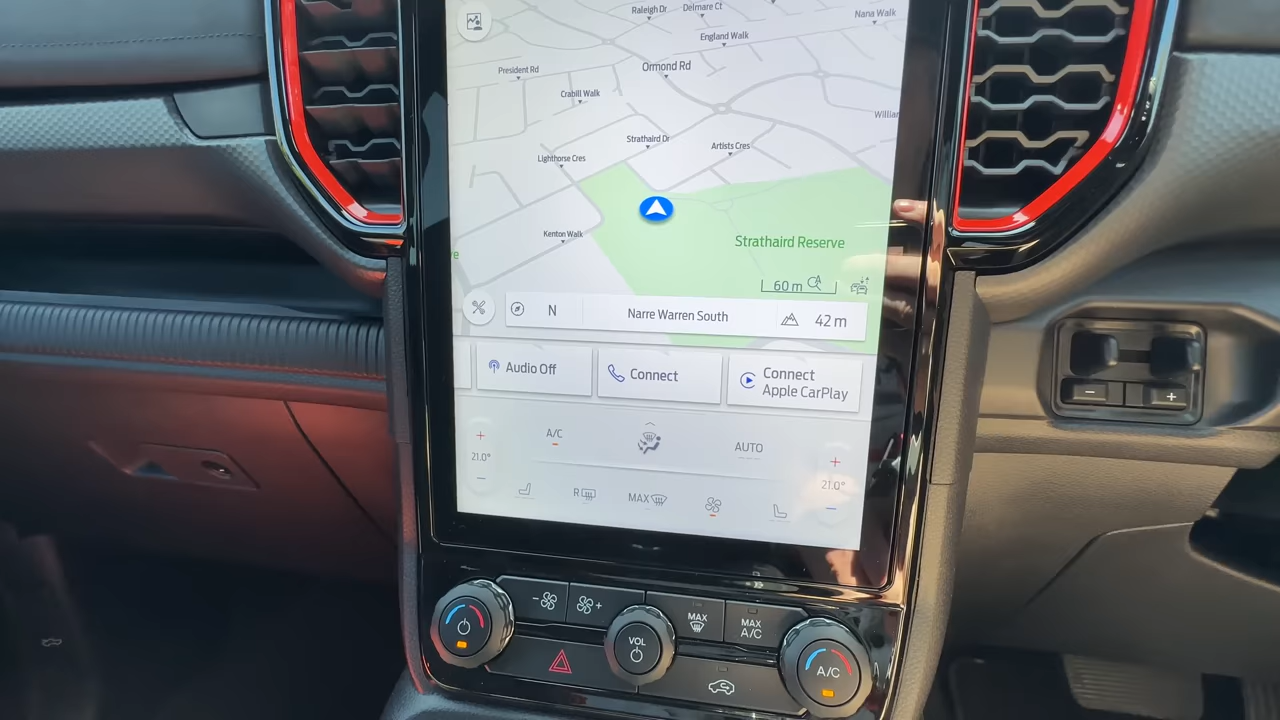 Raleigh Dr
Delmare Ct
Nana Walk
England Walk
President Rd
Ormond Rd
Crabill Walk
Strathaird Dr
Artists Cres
Lighthorse Cres
Kenton Walk
Strathaird Reserve
60 m
N
Narre Warren South
42 m
Audio Off
Connect
Connect
Apple CarPlay
A/C
AUTO
21.0°
21.0°
R
MAX
VOL
MAX
MAX
A/C
A/C